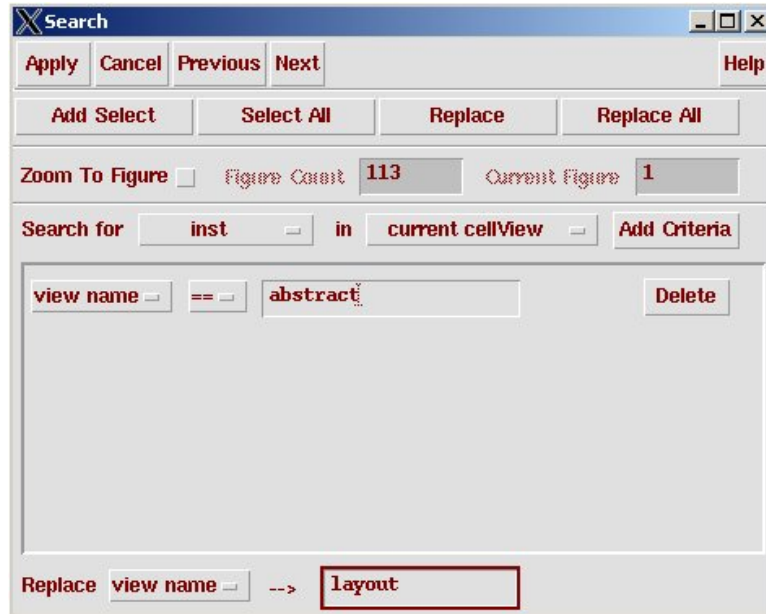 Search
Apply Cancel Previous Next Help
Add Select Select All Replace Replace All
Zoom To Figure Figure Count 113 Current Figure 1
Search for inst in current cellView Add Criteria
view name == abstract Delete
Replace view name --> layout